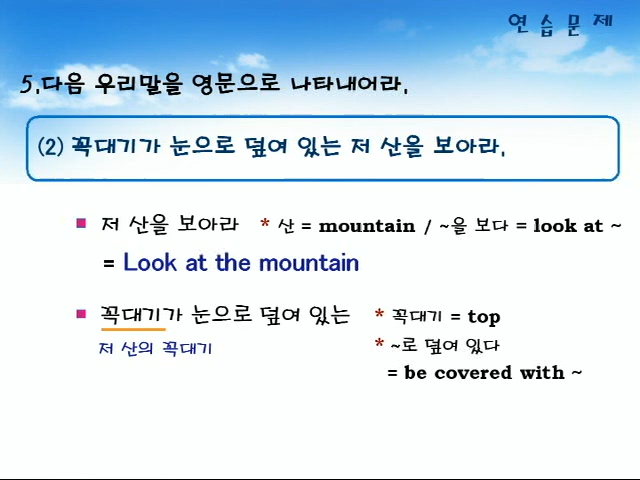 연습문제
5. 다음 우리말을 영문으로 나타내어라.
(2) 꼭대기가 눈으로 덮여 있는 저 산을 보아라.
■ 저 산을 보아라 * 산 = mountain / ~을 보다 = look at ~
= Look at the mountain
■ 꼭대기가 눈으로 덮여 있는 * 꼭대기 = top
저 산의 꼭대기 * ~로 덮여 있다
= be covered with ~